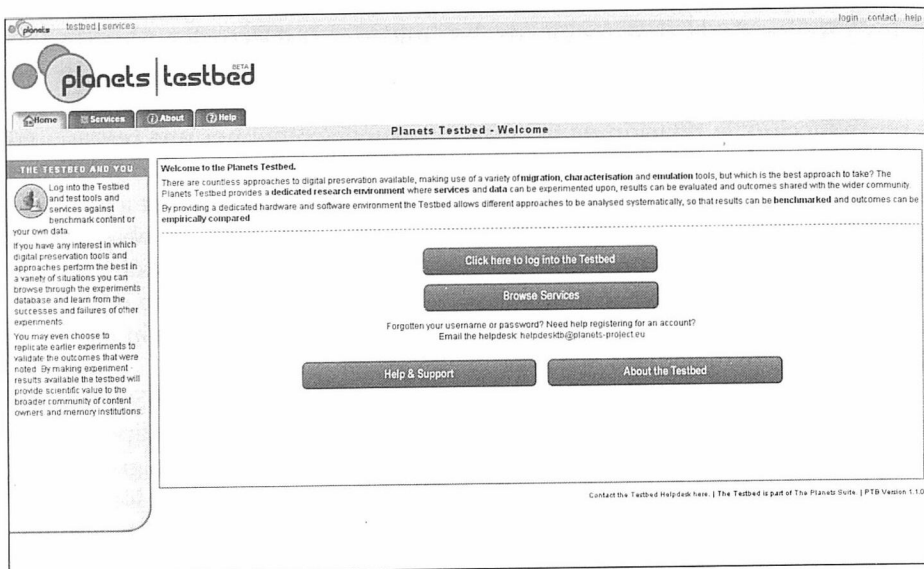 planets testbed | services login contact help
planets | testbed BETA
Home Services About Help
Planets Testbed - Welcome
THE TESTBED AND YOU
Log into the Testbed
and test tools and
services against
benchmark content or
your own data.
If you have any interest in which
digital preservation tools and
approaches perform the best in
a variety of situations you can
browse through the experiments
database and learn from the
successes and failures of other
experiments.
You may even choose to
replicate earlier experiments to
validate the outcomes that were
noted. By making experiment
results available the testbed will
provide scientific value to the
broader community of content
owners and memory institutions.
Welcome to the Planets Testbed.
There are countless approaches to digital preservation available, making use of a variety of migration, characterisation and emulation tools, but which is the best approach to take? The
Planets Testbed provides a dedicated research environment where services and data can be experimented upon, results can be evaluated and outcomes shared with the wider community.
By providing a dedicated hardware and software environment the Testbed allows different approaches to be analysed systematically, so that results can be benchmarked and outcomes can be
empirically compared
Click here to log into the Testbed
Browse Services
Forgotten your username or password? Need help registering for an account?
Email the helpdesk: helpdesktb@planets-project.eu
Help & Support About the Testbed
Contact the Testbed Helpdesk here. | The Testbed is part of The Planets Suite. | PTB Version 1.1.0